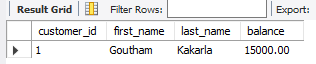 Result Grid Filter Rows: Export:
customer_id first_name last_name balance
1 Goutham Kakarla 15000.00